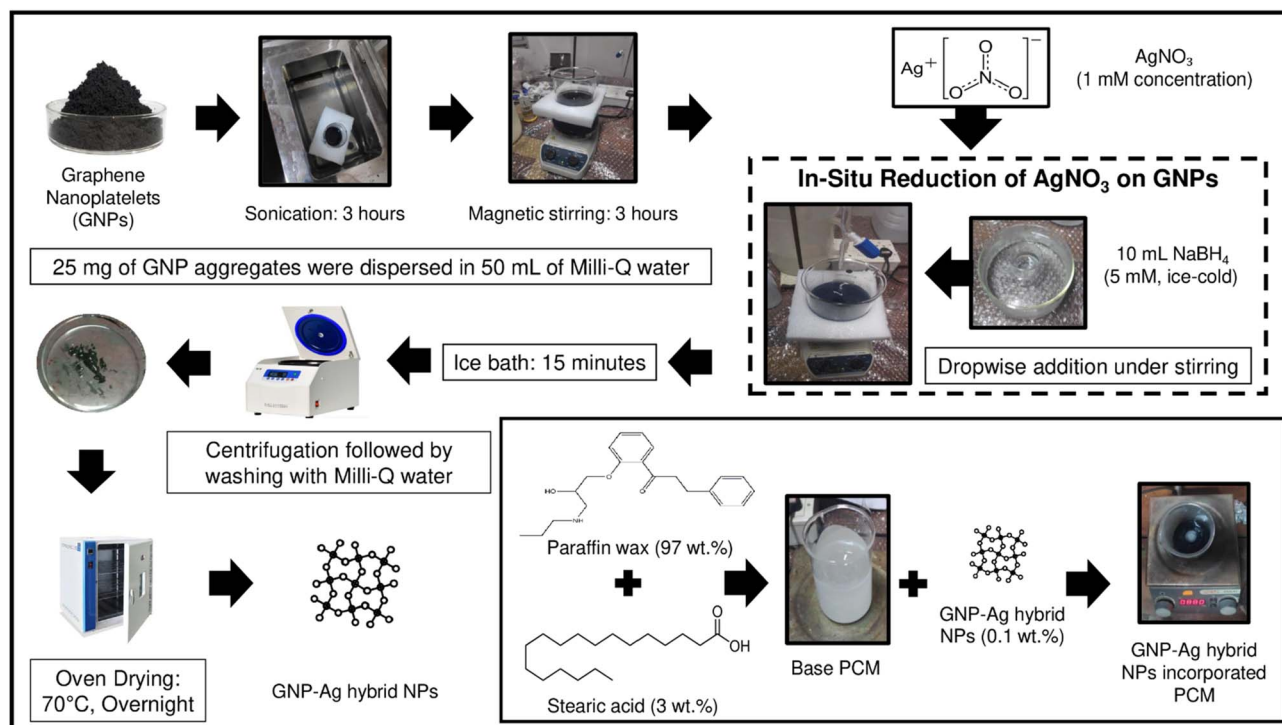 Graphene
Nanoplatelets
(GNPs)
Sonication: 3 hours
Magnetic stirring: 3 hours
25 mg of GNP aggregates were dispersed in 50 mL of Milli-Q water
Ag⁺
O
N
O
O
−
AgNO₃
(1 mM concentration)
In-Situ Reduction of AgNO₃ on GNPs
10 mL NaBH₄
(5 mM, ice-cold)
Dropwise addition under stirring
Ice bath: 15 minutes
Centrifugation followed by
washing with Milli-Q water
Oven Drying:
70°C, Overnight
GNP-Ag hybrid NPs
O
O
HO
NH
Paraffin wax (97 wt.%)
O
OH
Stearic acid (3 wt.%)
Base PCM
GNP-Ag hybrid
NPs (0.1 wt.%)
GNP-Ag hybrid
NPs incorporated
PCM